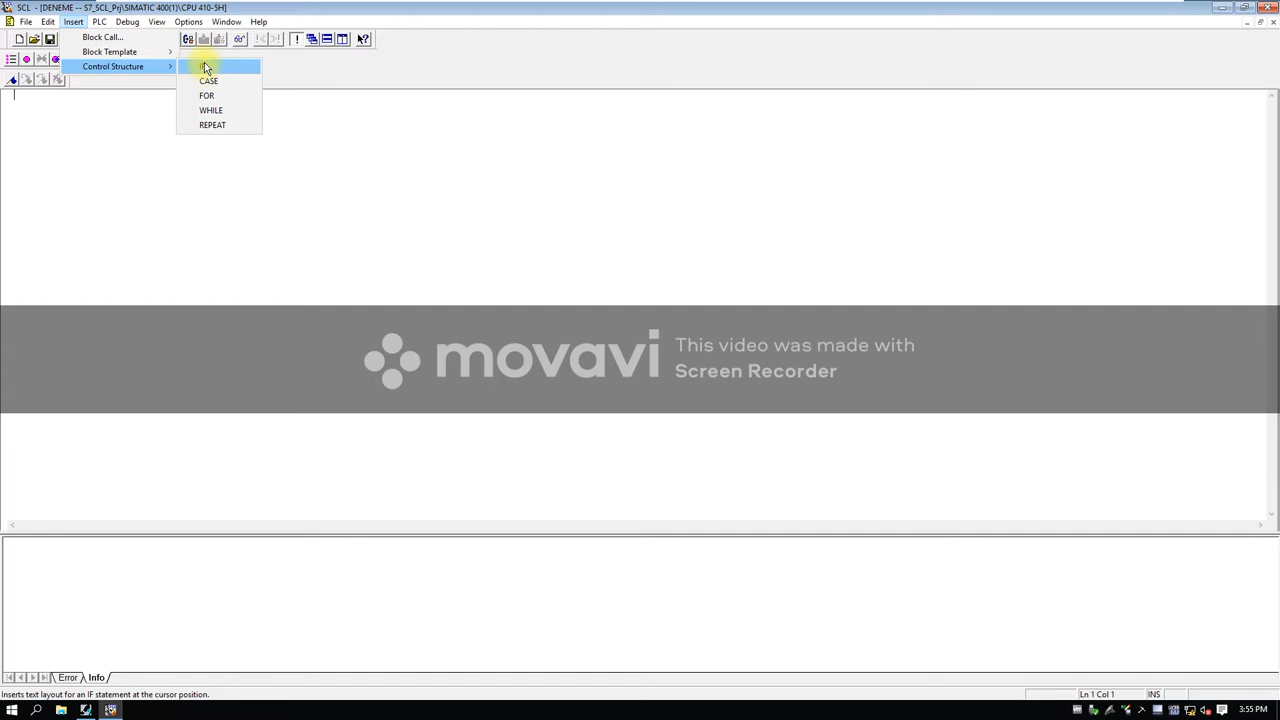 SCL - [DENEME -- S7_SCL_Prj\SIMATIC 400(1)\CPU 410-5H]
File Edit Insert PLC Debug View Options Window Help
Block Call...
Block Template
Control Structure
IF
CASE
FOR
WHILE
REPEAT
movavi
This video was made with
Screen Recorder
Error Info
Inserts text layout for an IF statement at the cursor position.
Ln 1 Col 1 INS
3:55 PM